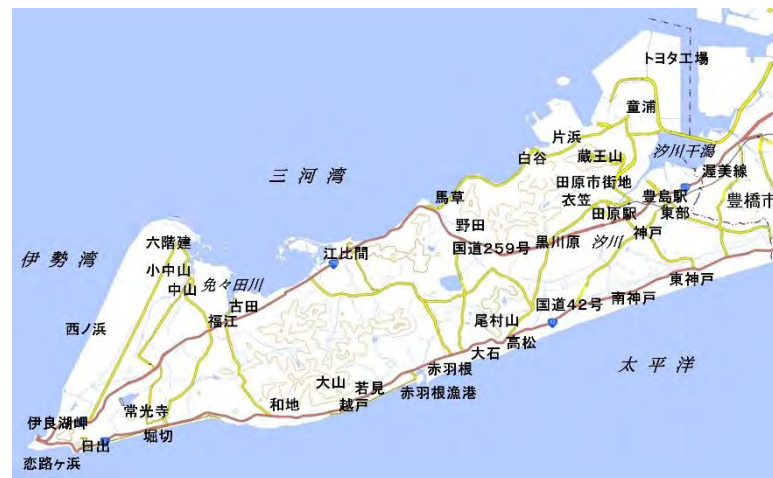 トヨタ工場
童浦
片浜
汐川干潟
白谷
蔵王山
渥美線
三河湾
田原市街地
馬草
衣笠
豊島駅
豊橋市
田原駅
東部
野田
神戸
六階建
国道259号
黒川原
汐川
伊勢湾
江比間
小中山
免々田川
東神戸
中山
古田
国道42号
南神戸
福江
尾村山
西ノ浜
高松
大石
太平洋
赤羽根
大山
若見
赤羽根漁港
和地
越戸
常光寺
伊良湖岬
堀切
日出
恋路ヶ浜